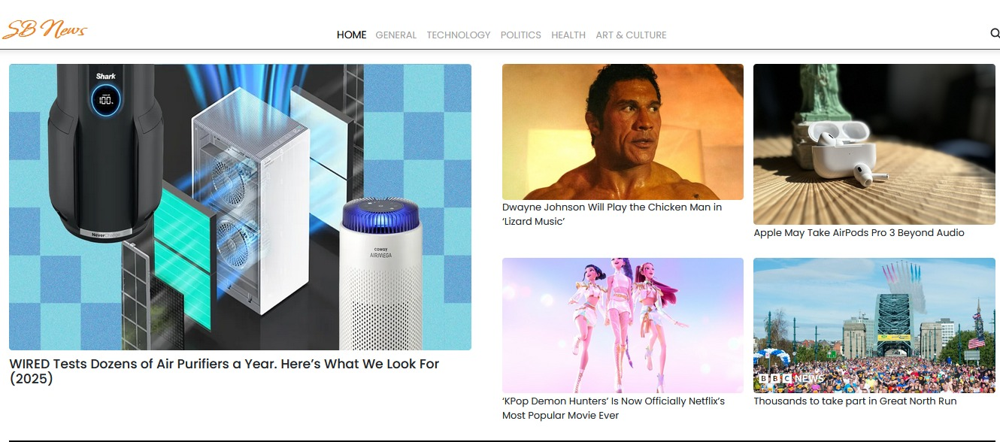 SB News
HOME GENERAL TECHNOLOGY POLITICS HEALTH ART & CULTURE
Shark
100%
NeverChange
coway
AIRMEGA
WIRED Tests Dozens of Air Purifiers a Year. Here’s What We Look For
(2025)
Dwayne Johnson Will Play the Chicken Man in
‘Lizard Music’
Apple May Take AirPods Pro 3 Beyond Audio
‘KPop Demon Hunters’ Is Now Officially Netflix’s
Most Popular Movie Ever
BBC NEWS
Thousands to take part in Great North Run